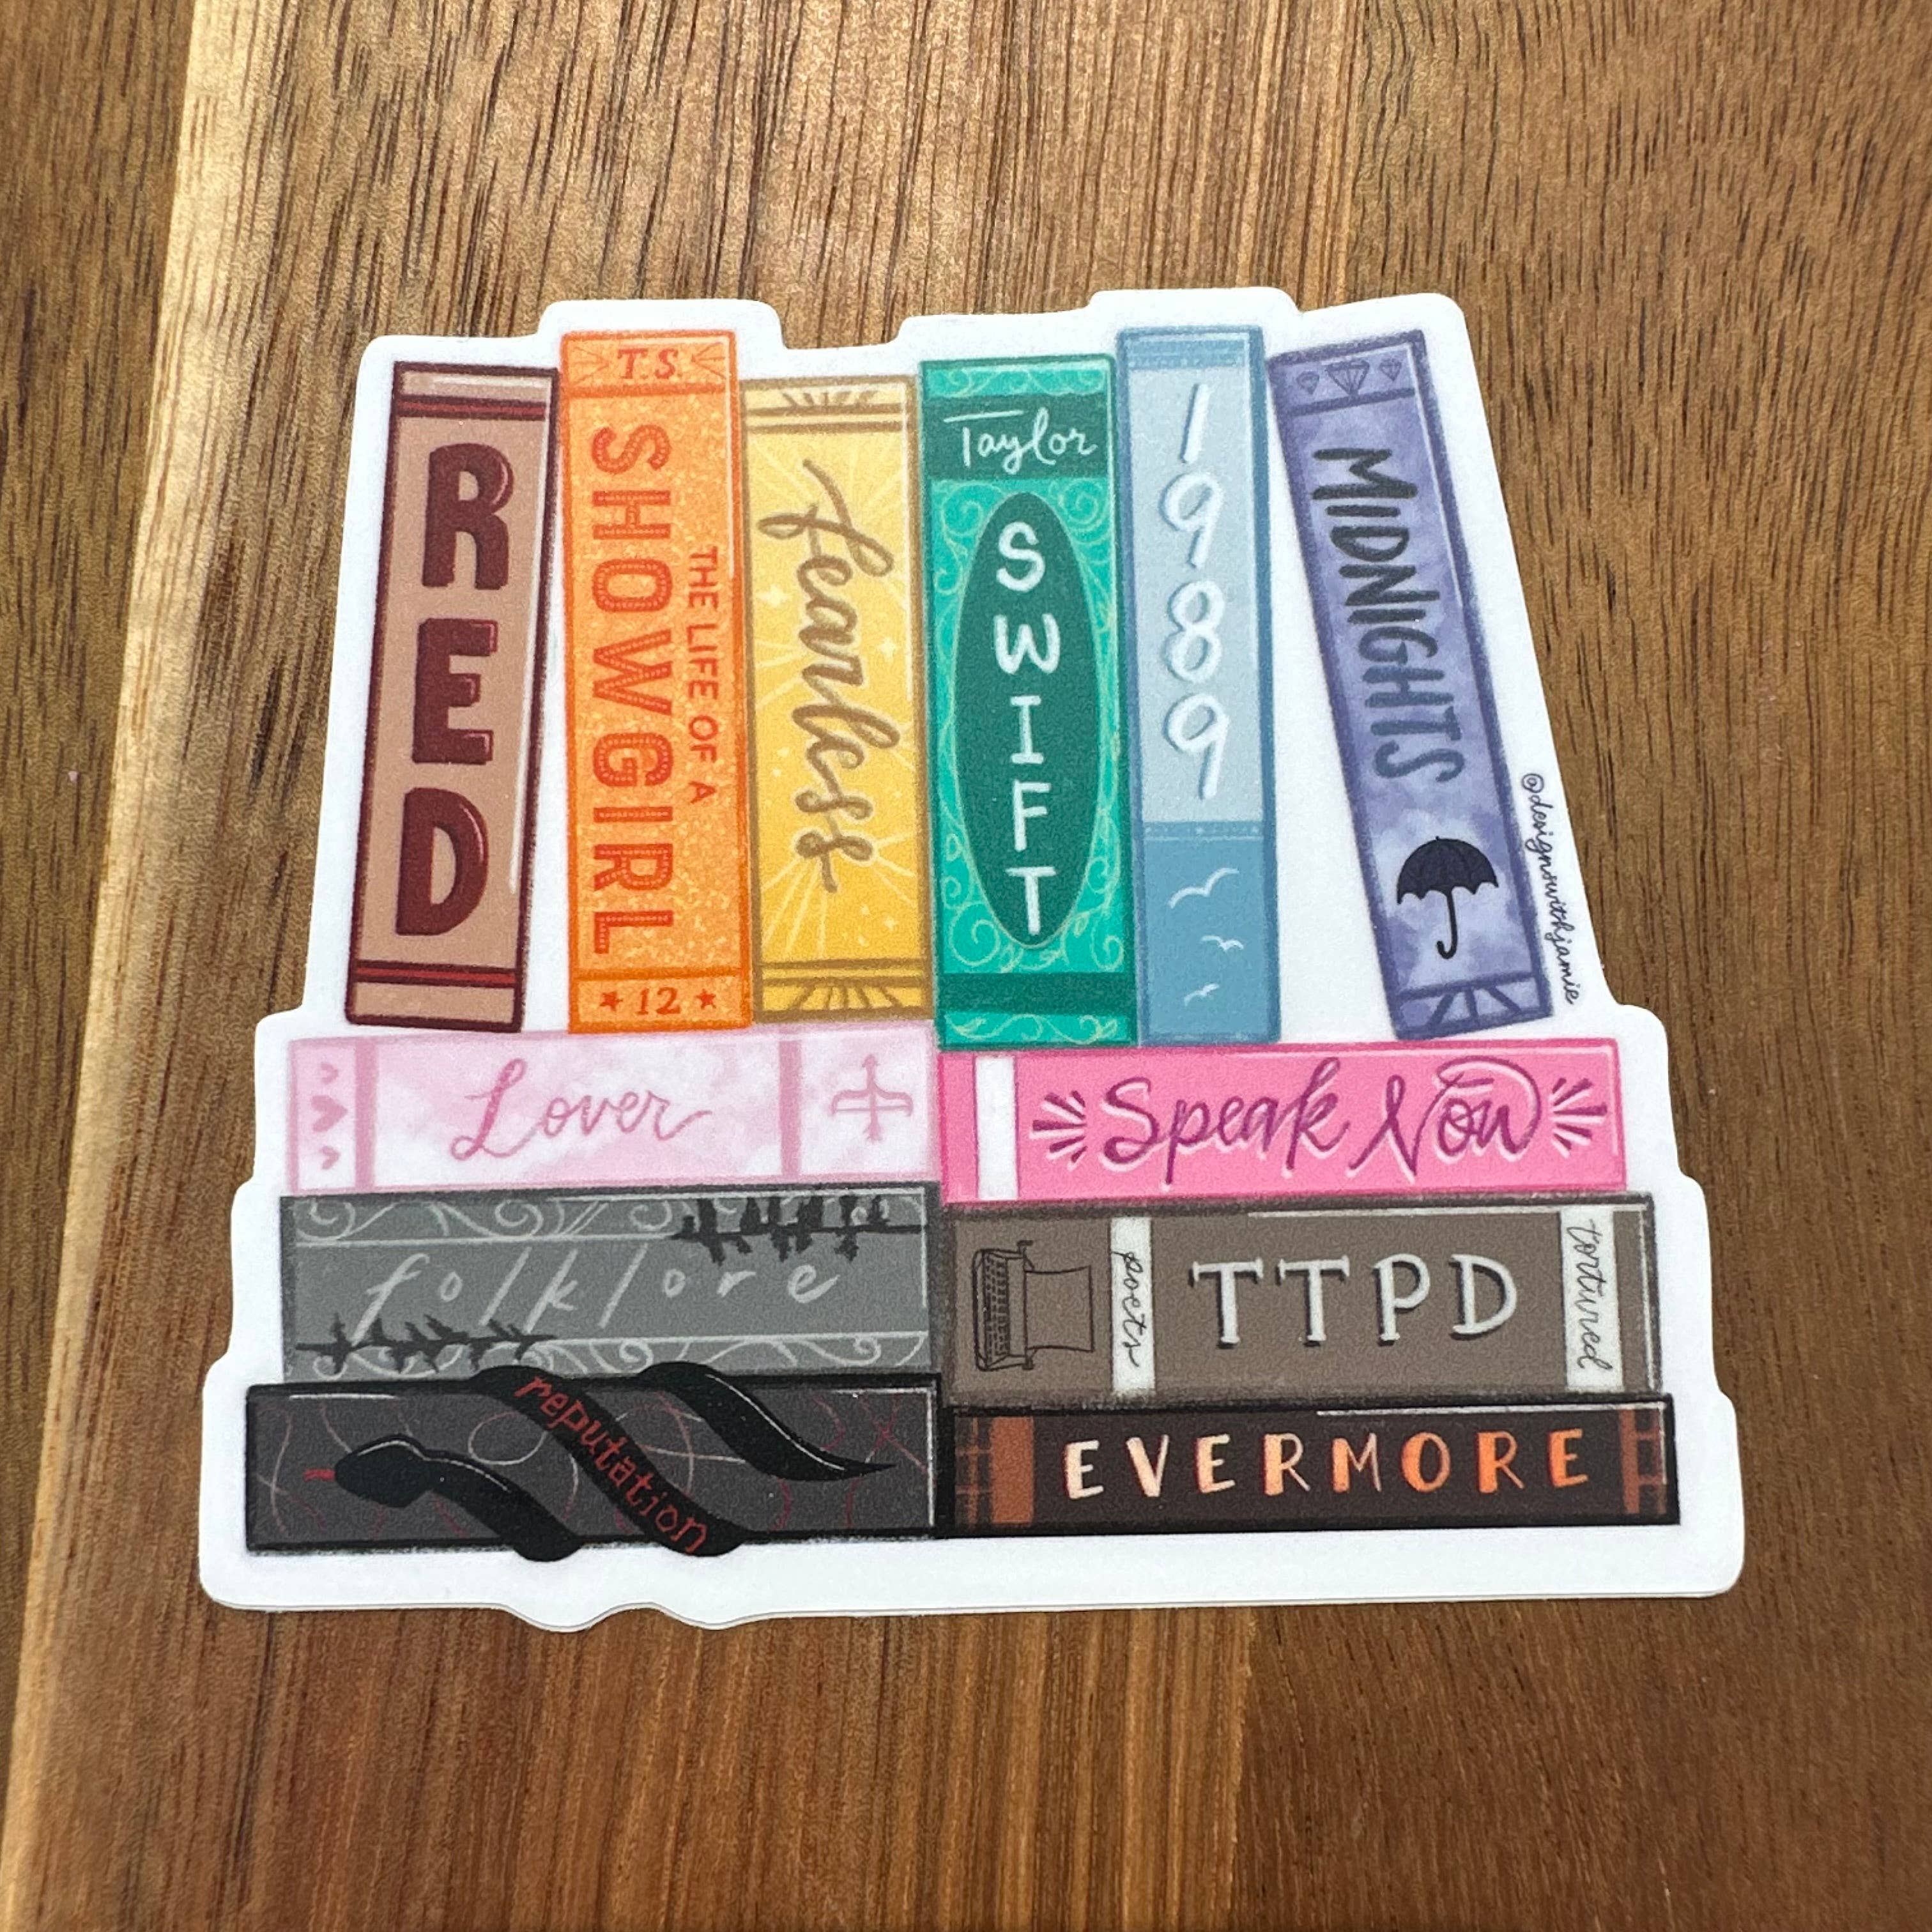 RED
T.S
THE LIFE OF A
SHOWGIRL
12
fearless
Taylor
SWIFT
1989
MIDNIGHTS
@designswithjamie
Lover
Speak Now
folklore
poets
TTPD
tortured
reputation
EVERMORE